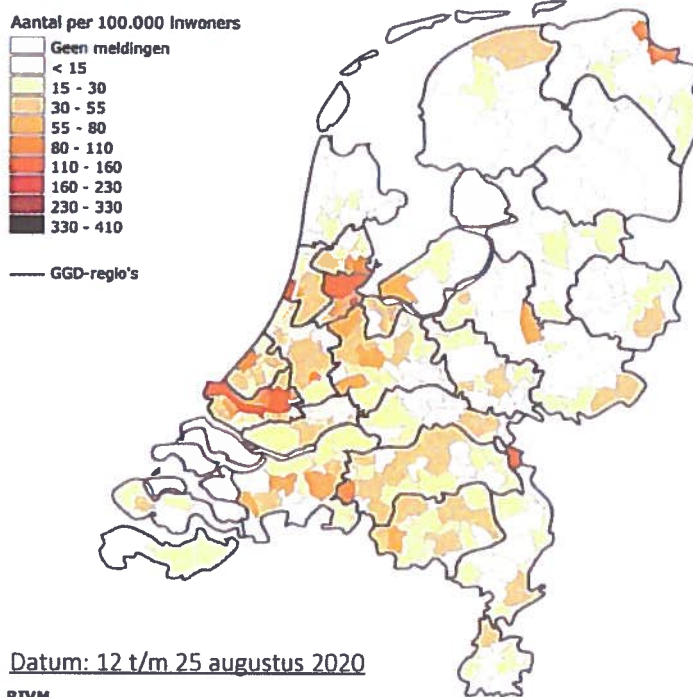 Aantal per 100.000 inwoners
Geen meldingen
< 15
15 - 30
30 - 55
55 - 80
80 - 110
110 - 160
160 - 230
230 - 330
330 - 410
GGD-regio's
Datum: 12 t/m 25 augustus 2020
RIVM